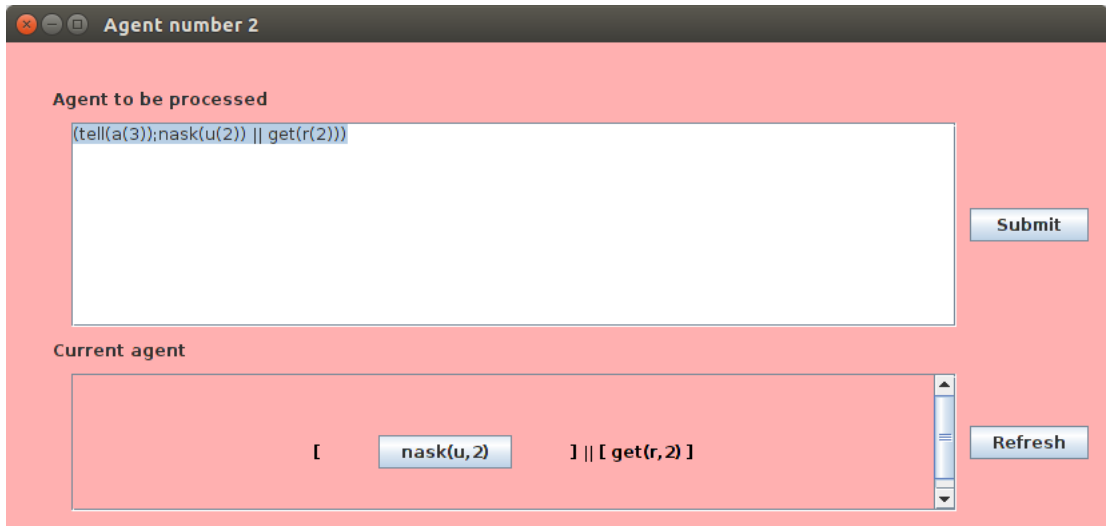 Agent number 2
Agent to be processed
(tell(a(3));nask(u(2)) || get(r(2)))
Submit
Current agent
[ nask(u,2) ] || [ get(r,2) ]
Refresh